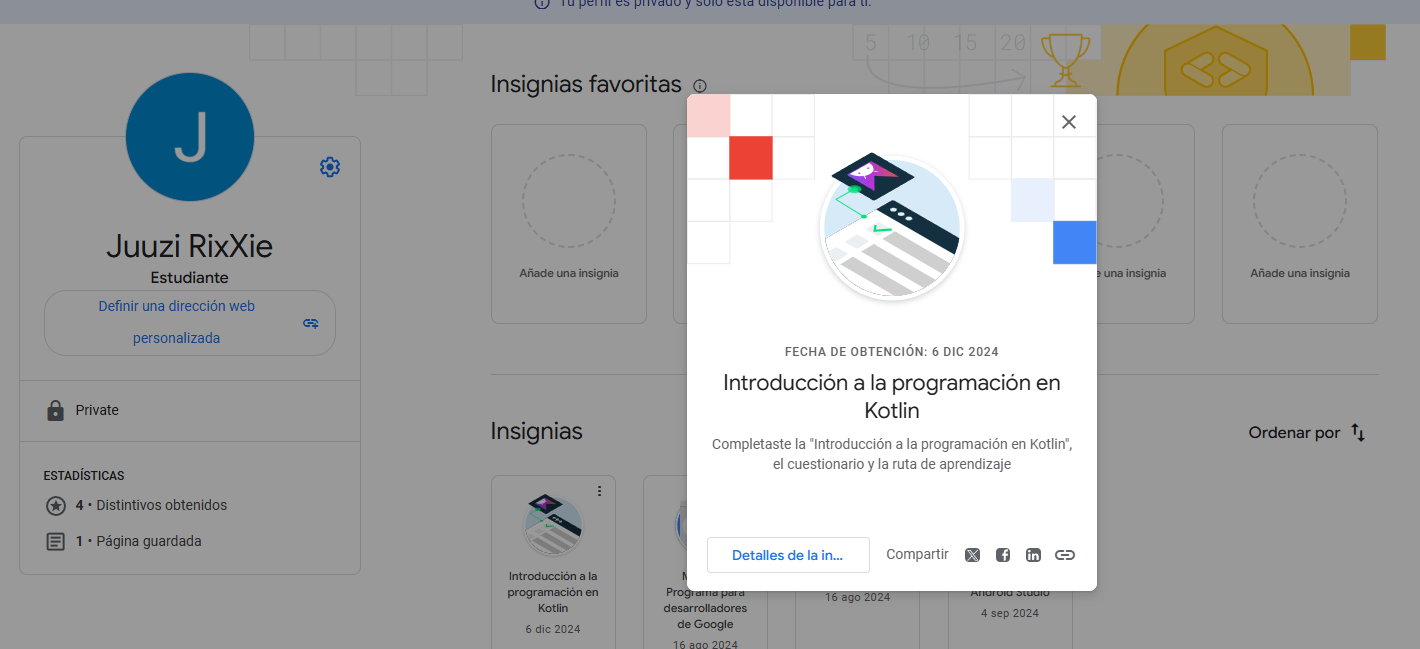 Tu perfil es privado y solo está disponible para ti.
5 10 15 20
Insignias favoritas
J
Juuzi RixXie
Estudiante
Definir una dirección web
personalizada
Private
ESTADÍSTICAS
4 • Distintivos obtenidos
1 • Página guardada
Añade una insignia
e una insignia
Añade una insignia
FECHA DE OBTENCIÓN: 6 DIC 2024
Introducción a la programación en
Kotlin
Completaste la "Introducción a la programación en Kotlin",
el cuestionario y la ruta de aprendizaje
Detalles de la in...
Compartir
Insignias
Ordenar por
Introducción a la
programación en
Kotlin
6 dic 2024
Programa para
desarrolladores
de Google
16 ago 2024
16 ago 2024
Android Studio
4 sep 2024